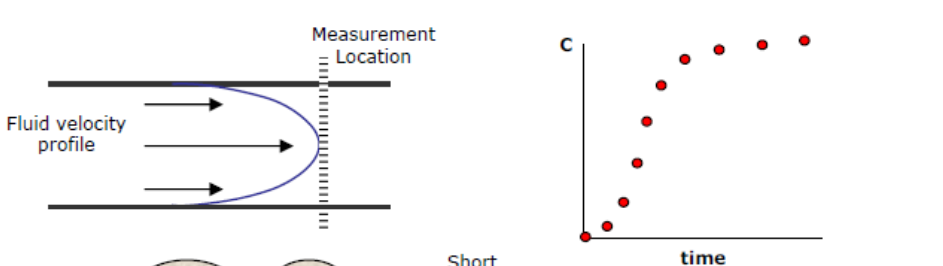 Measurement
Location
Fluid velocity
profile
C
time
Short